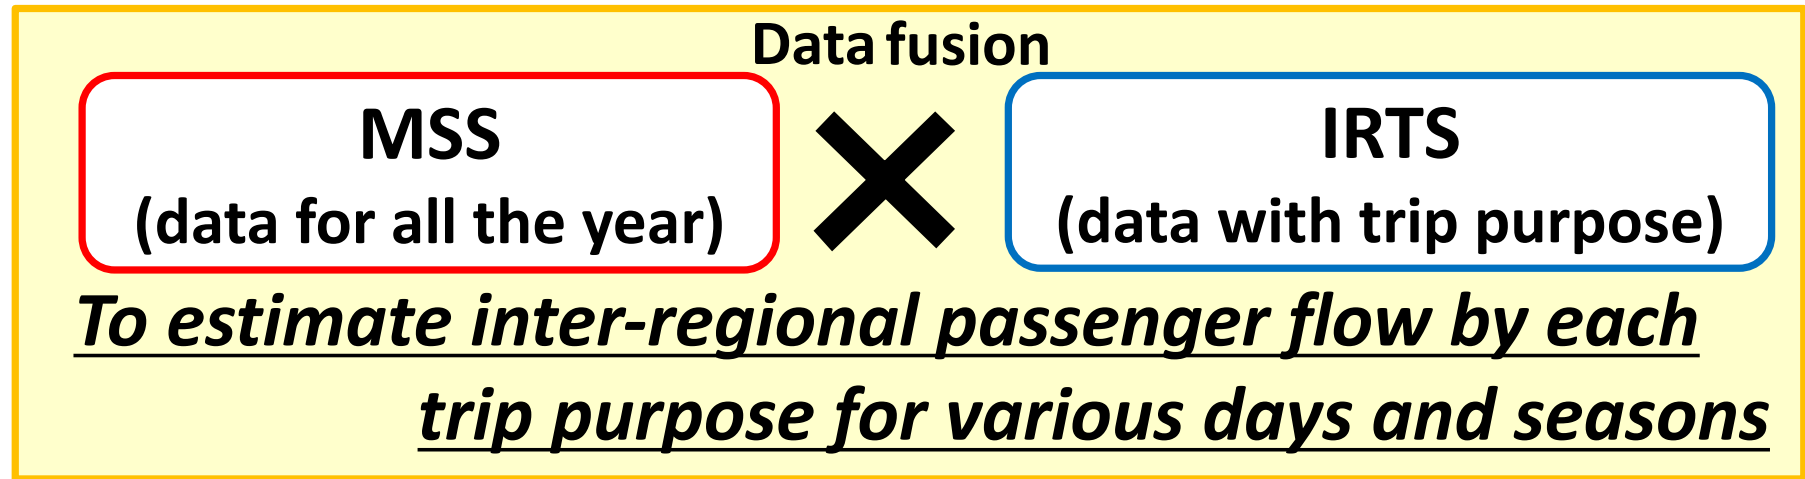 Data fusion
MSS
(data for all the year)
IRTS
(data with trip purpose)
To estimate inter-regional passenger flow by each
trip purpose for various days and seasons